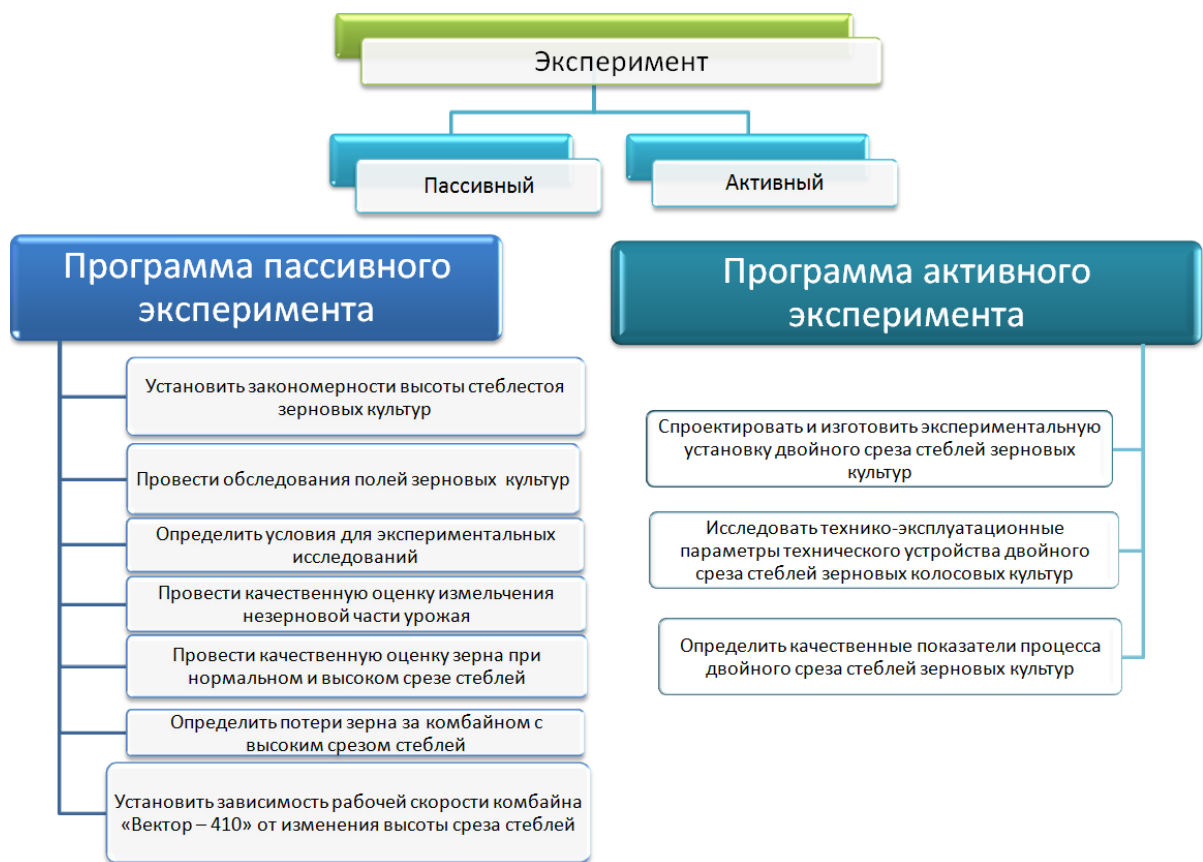 Эксперимент
Пассивный
Активный
Программа пассивного
эксперимента
Установить закономерности высоты стеблестоя
зерновых культур
Провести обследования полей зерновых культур
Определить условия для экспериментальных
исследований
Провести качественную оценку измельчения
незерновой части урожая
Провести качественную оценку зерна при
нормальном и высоком срезе стеблей
Определить потери зерна за комбайном с
высоким срезом стеблей
Установить зависимость рабочей скорости комбайна
«Вектор – 410» от изменения высоты среза стеблей
Программа активного
эксперимента
Спроектировать и изготовить экспериментальную
установку двойного среза стеблей зерновых
культур
Исследовать технико-эксплуатационные
параметры технического устройства двойного
среза стеблей зерновых колосовых культур
Определить качественные показатели процесса
двойного среза стеблей зерновых культур